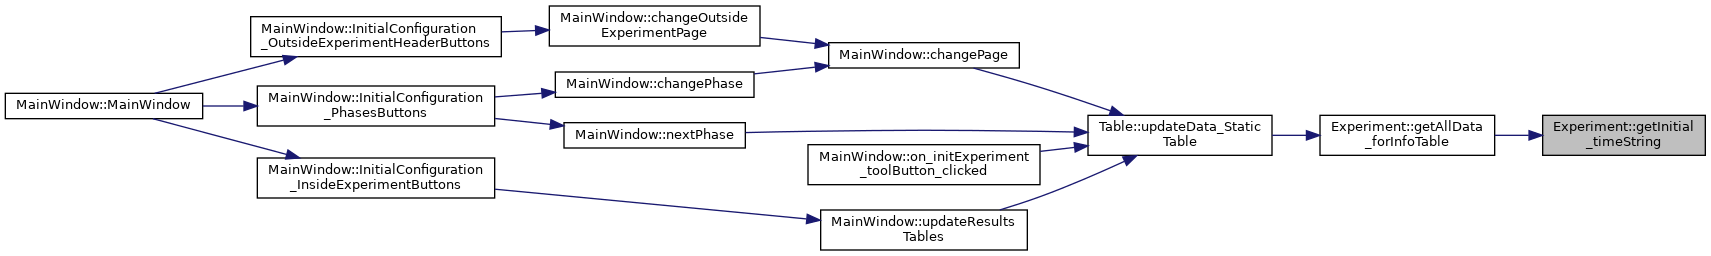 MainWindow::MainWindow
MainWindow::InitialConfiguration
_OutsideExperimentHeaderButtons
MainWindow::InitialConfiguration
_PhasesButtons
MainWindow::InitialConfiguration
_InsideExperimentButtons
MainWindow::changeOutside
ExperimentPage
MainWindow::changePhase
MainWindow::nextPhase
MainWindow::changePage
MainWindow::on_initExperiment
_toolButton_clicked
MainWindow::updateResults
Tables
Table::updateData_Static
Table
Experiment::getAllData
_forInfoTable
Experiment::getInitial
_timeString